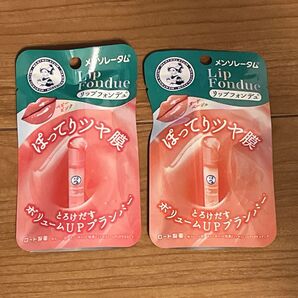 メンソレータム
Lip
Fondue
リップフォンデュ
ぽってりツヤ膜
とろけだす
ボリュームUPプランパー
ロート製薬
メンソレータム
Lip
Fondue
リップフォンデュ
ぽってりツヤ膜
とろけだす
ボリュームUPプランパー
ロート製薬